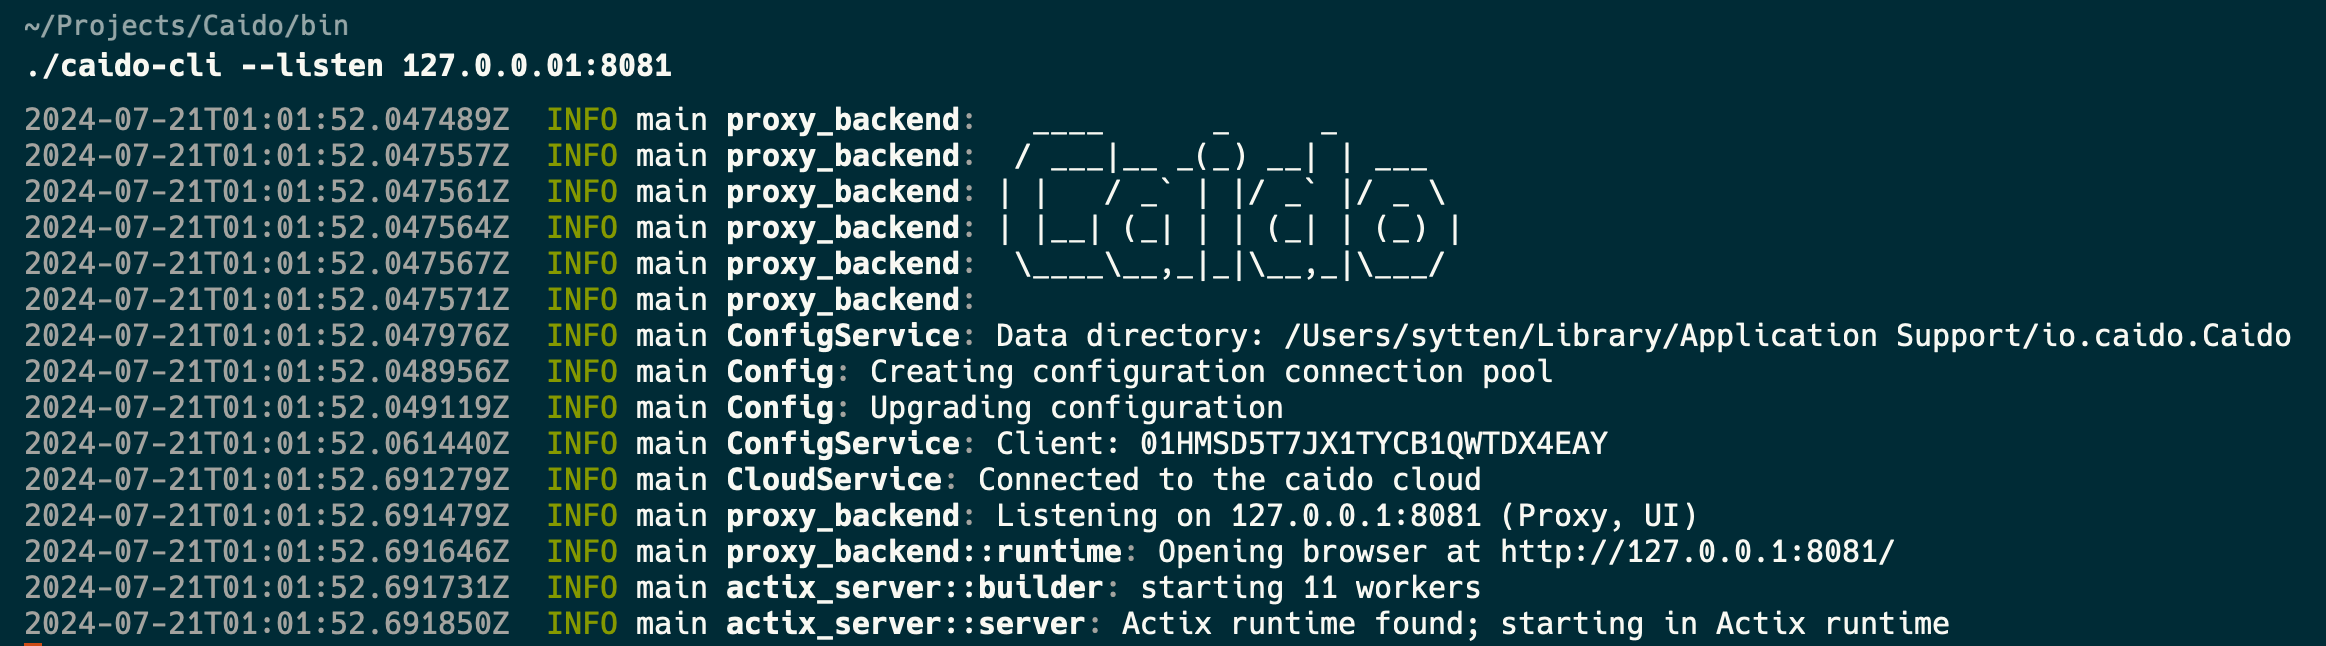 ~/Projects/Caido/bin
./caido-cli --listen 127.0.0.01:8081
2024-07-21T01:01:52.047489Z  INFO main proxy_backend:   ____      _     _
2024-07-21T01:01:52.047557Z  INFO main proxy_backend:  / ___|__ _(_) __| | ___
2024-07-21T01:01:52.047561Z  INFO main proxy_backend: | |   / _` | |/ _` |/ _ \
2024-07-21T01:01:52.047564Z  INFO main proxy_backend: | |__| (_| | | (_| | (_) |
2024-07-21T01:01:52.047567Z  INFO main proxy_backend:  \____\__,_|_|\__,_|\___/
2024-07-21T01:01:52.047571Z  INFO main proxy_backend:
2024-07-21T01:01:52.047976Z  INFO main ConfigService: Data directory: /Users/sytten/Library/Application Support/io.caido.Caido
2024-07-21T01:01:52.048956Z  INFO main Config: Creating configuration connection pool
2024-07-21T01:01:52.049119Z  INFO main Config: Upgrading configuration
2024-07-21T01:01:52.061440Z  INFO main ConfigService: Client: 01HMSD5T7JX1TYCB1QWTDX4EAY
2024-07-21T01:01:52.691279Z  INFO main CloudService: Connected to the caido cloud
2024-07-21T01:01:52.691479Z  INFO main proxy_backend: Listening on 127.0.0.1:8081 (Proxy, UI)
2024-07-21T01:01:52.691646Z  INFO main proxy_backend::runtime: Opening browser at http://127.0.0.1:8081/
2024-07-21T01:01:52.691731Z  INFO main actix_server::builder: starting 11 workers
2024-07-21T01:01:52.691850Z  INFO main actix_server::server: Actix runtime found; starting in Actix runtime